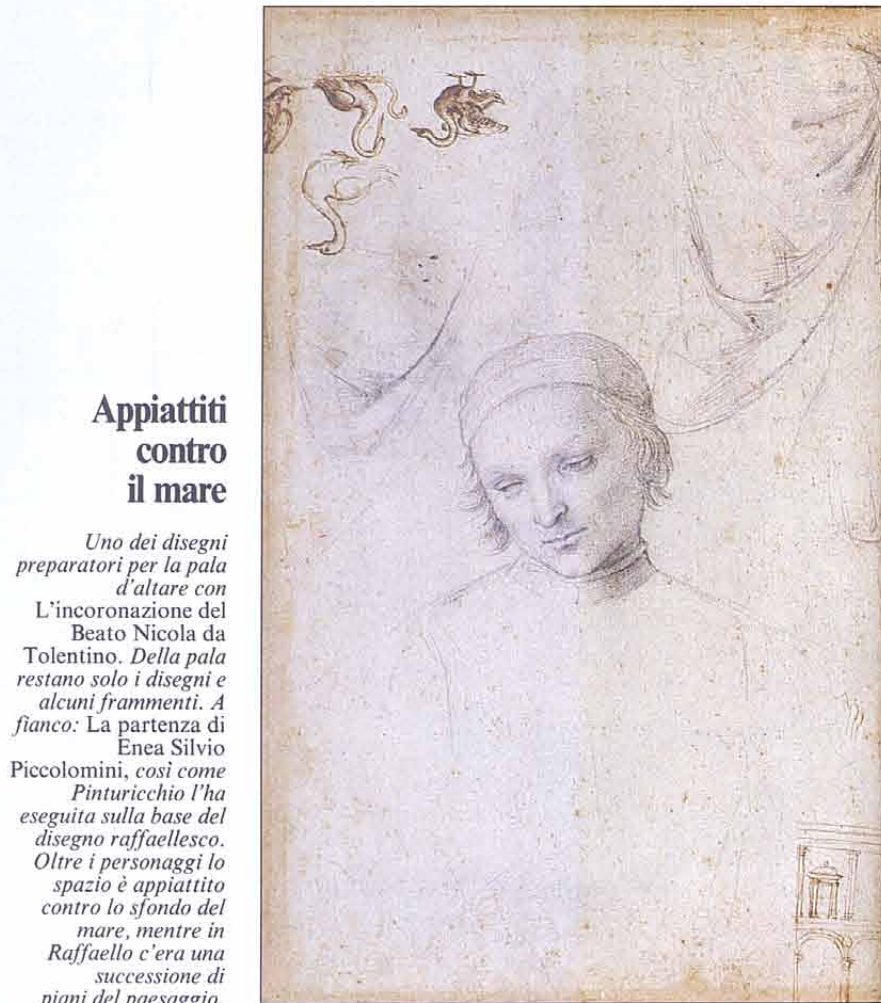 Appiattiti
contro
il mare
Uno dei disegni
preparatori per la pala
d'altare con
L'incoronazione del
Beato Nicola da
Tolentino. Della pala
restano solo i disegni e
alcuni frammenti. A
fianco: La partenza di
Enea Silvio
Piccolomini, così come
Pinturicchio l'ha
eseguita sulla base del
disegno raffaellesco.
Oltre i personaggi lo
spazio è appiattito
contro lo sfondo del
mare, mentre in
Raffaello c'era una
successione di
piani del paesaggio.